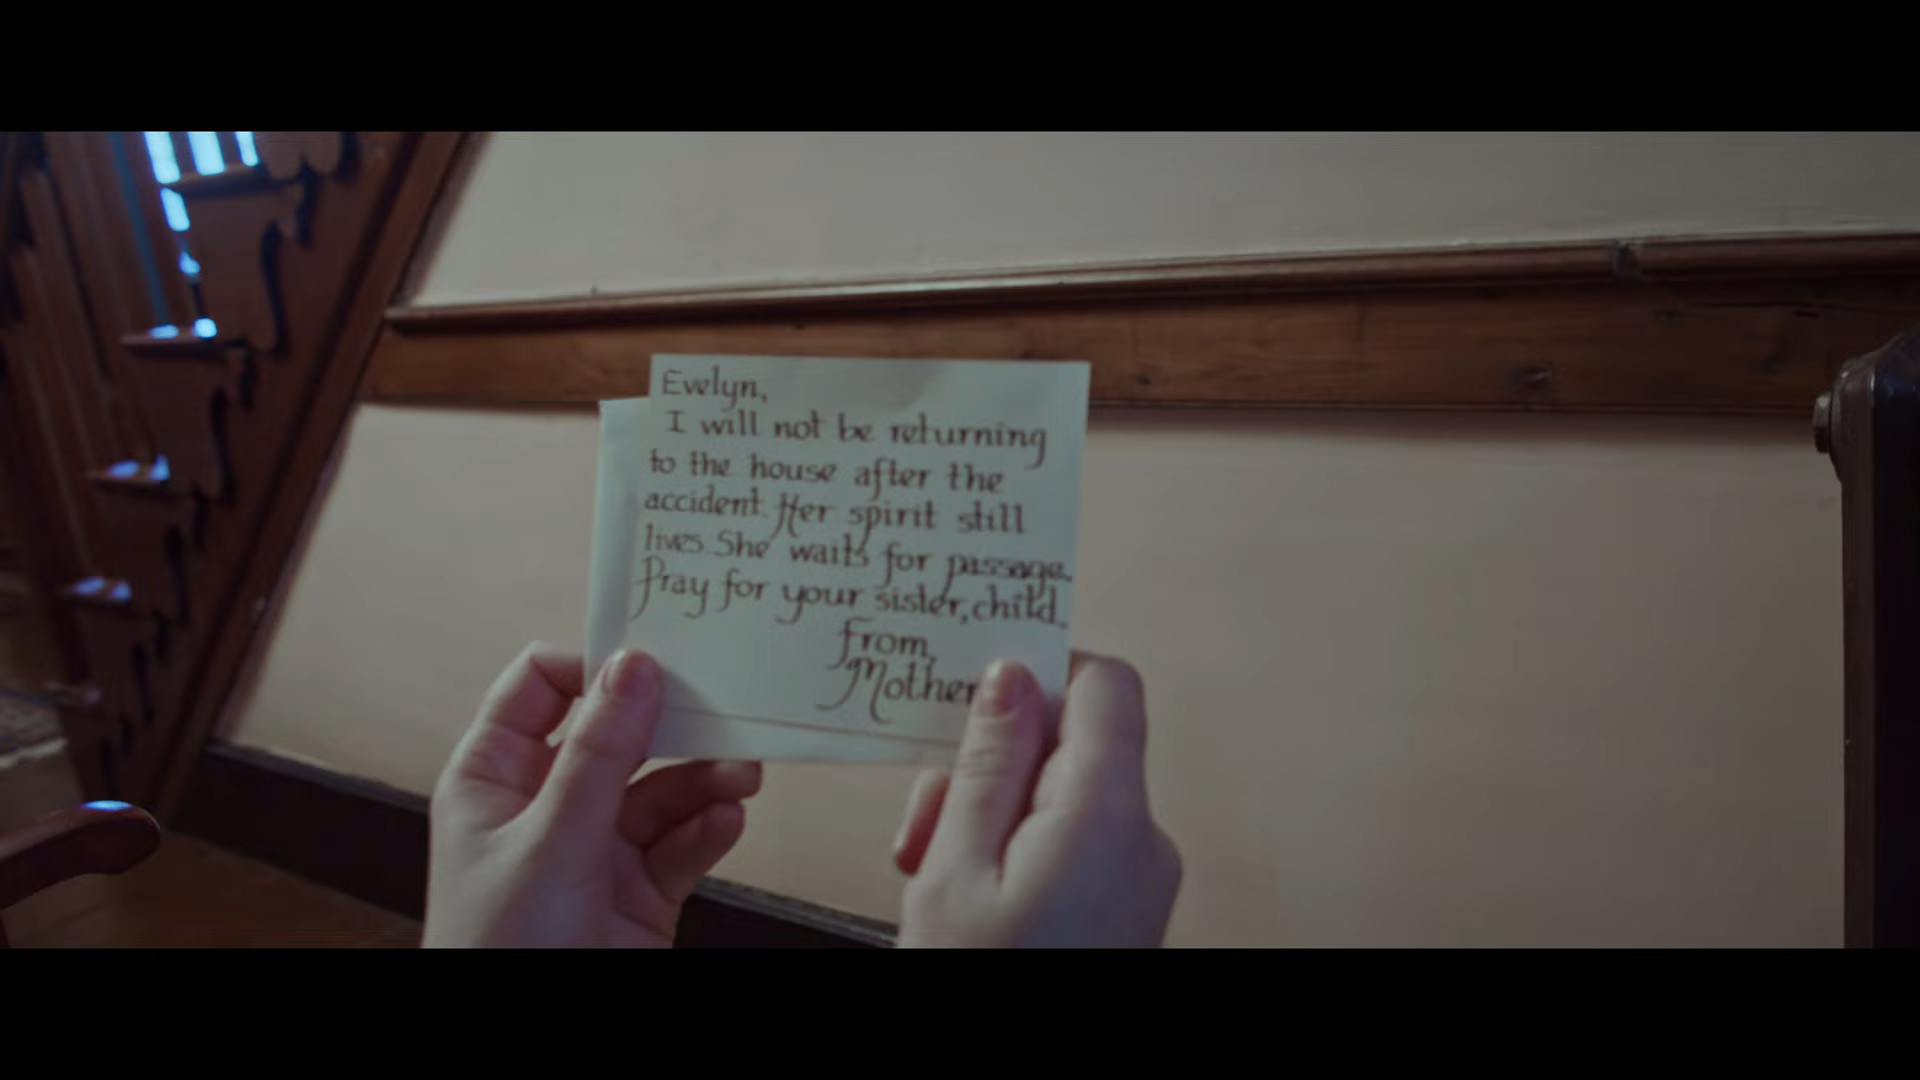 Evelyn,
I will not be returning
to the house after the
accident. Her spirit still
lives. She waits for passage.
Pray for your sister, child.
From,
Mother